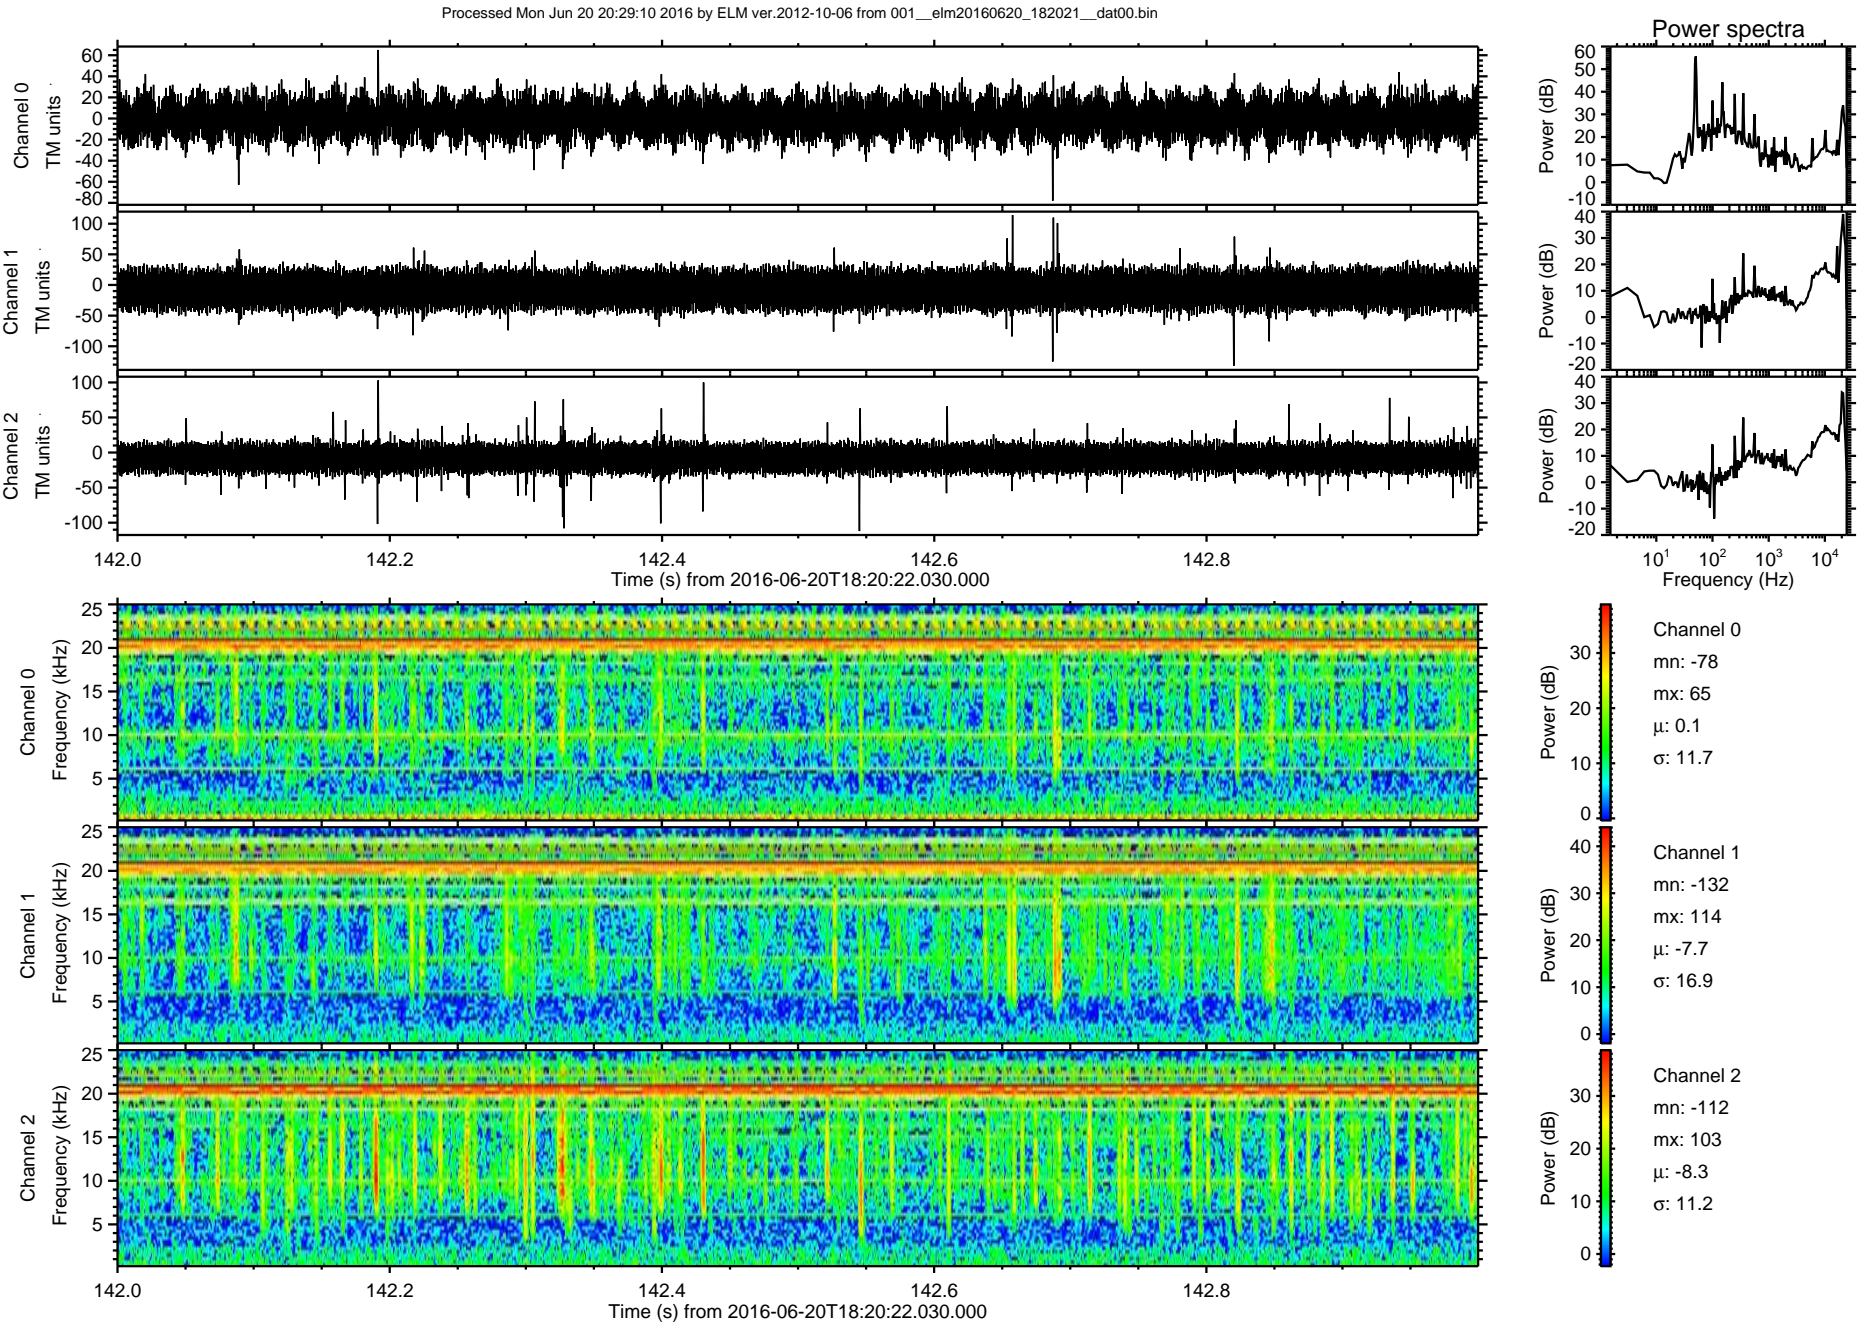 Processed Mon Jun 20 20:29:10 2016 by ELM ver.2012-10-06 from 001__elm20160620_182021__dat00.bin
Power spectra
Channel 0
TM units
60
40
20
0
-20
-40
-60
-80
Power (dB)
60
50
40
30
20
10
0
-10
Channel 1
TM units
100
50
0
-50
-100
Power (dB)
40
30
20
10
0
-10
-20
Channel 2
TM units
100
50
0
-50
-100
Power (dB)
40
30
20
10
0
-10
-20
142.0 142.2 142.4 142.6 142.8
Time (s) from 2016-06-20T18:20:22.030.000
10¹ 10² 10³ 10⁴
Frequency (Hz)
Channel 0
Frequency (kHz)
25
20
15
10
5
Power (dB)
30
20
10
0
Channel 0
mn: -78
mx: 65
μ: 0.1
σ: 11.7
Channel 1
Frequency (kHz)
25
20
15
10
5
Power (dB)
40
30
20
10
0
Channel 1
mn: -132
mx: 114
μ: -7.7
σ: 16.9
Channel 2
Frequency (kHz)
25
20
15
10
5
Power (dB)
30
20
10
0
Channel 2
mn: -112
mx: 103
μ: -8.3
σ: 11.2
142.0 142.2 142.4 142.6 142.8
Time (s) from 2016-06-20T18:20:22.030.000